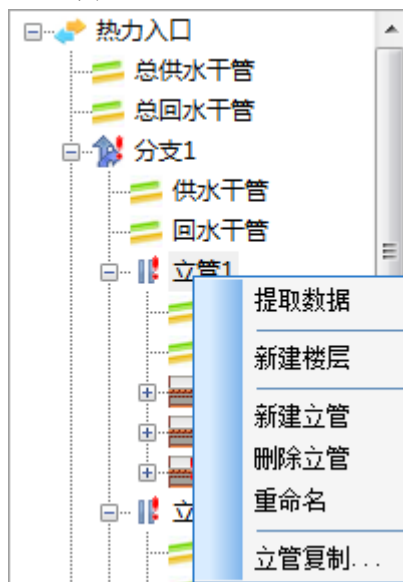 热力入口
总供水干管
总回水干管
分支1
供水干管
回水干管
立管1
提取数据
新建楼层
新建立管
删除立管
重命名
立管复制...
立